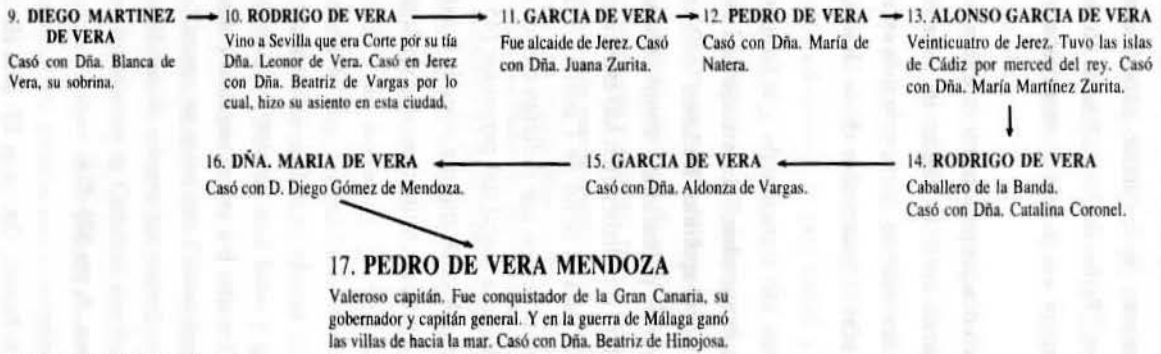 9. DIEGO MARTINEZ
DE VERA
Casó con Dña. Blanca de
Vera, su sobrina.
10. RODRIGO DE VERA
Vino a Sevilla que era Corte por su tía
Dña. Leonor de Vera. Casó en Jerez
con Dña. Beatriz de Vargas por lo
cual, hizo su asiento en esta ciudad.
11. GARCIA DE VERA
Fue alcaide de Jerez. Casó
con Dña. Juana Zurita.
12. PEDRO DE VERA
Casó con Dña. María de
Natera.
13. ALONSO GARCIA DE VERA
Veinticuatro de Jerez. Tuvo las islas
de Cádiz por merced del rey. Casó
con Dña. María Martínez Zurita.
14. RODRIGO DE VERA
Caballero de la Banda.
Casó con Dña. Catalina Coronel.
15. GARCIA DE VERA
Casó con Dña. Aldonza de Vargas.
16. DÑA. MARIA DE VERA
Casó con D. Diego Gómez de Mendoza.
17. PEDRO DE VERA MENDOZA
Valeroso capitán. Fue conquistador de la Gran Canaria, su
gobernador y capitán general. Y en la guerra de Málaga ganó
las villas de hacia la mar. Casó con Dña. Beatriz de Hinojosa.